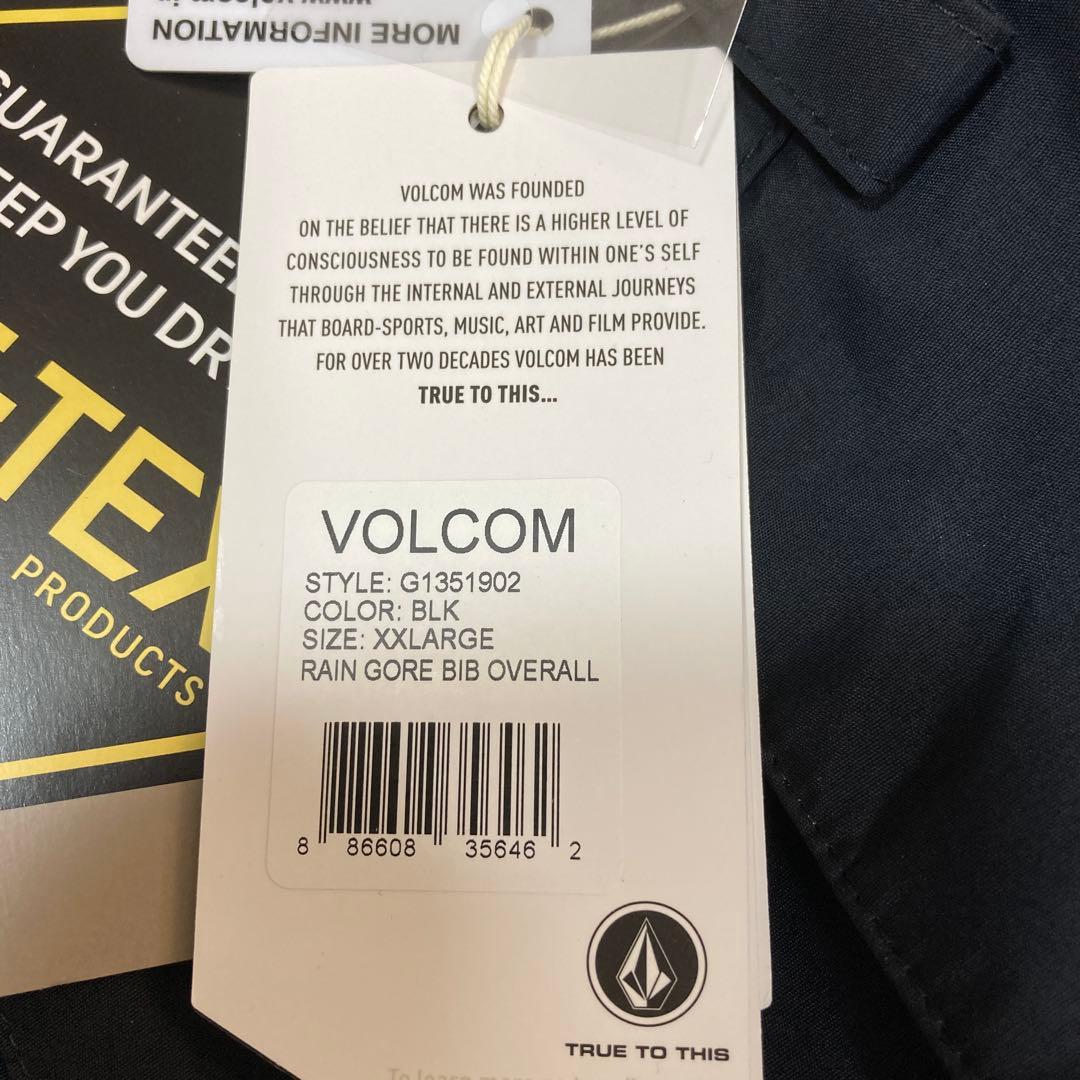 MORE INFORMATION
GUARANTEE
YOU
TEX
PRODUCTS
VOLCOM WAS FOUNDED
ON THE BELIEF THAT THERE IS A HIGHER LEVEL OF
CONSCIOUSNESS TO BE FOUND WITHIN ONE'S SELF
THROUGH THE INTERNAL AND EXTERNAL JOURNEYS
THAT BOARD-SPORTS, MUSIC, ART AND FILM PROVIDE.
FOR OVER TWO DECADES VOLCOM HAS BEEN
TRUE TO THIS...
VOLCOM
STYLE: G1351902
COLOR: BLK
SIZE: XXLARGE
RAIN GORE BIB OVERALL
8 86608 35646 2
TRUE TO THIS
To learn more